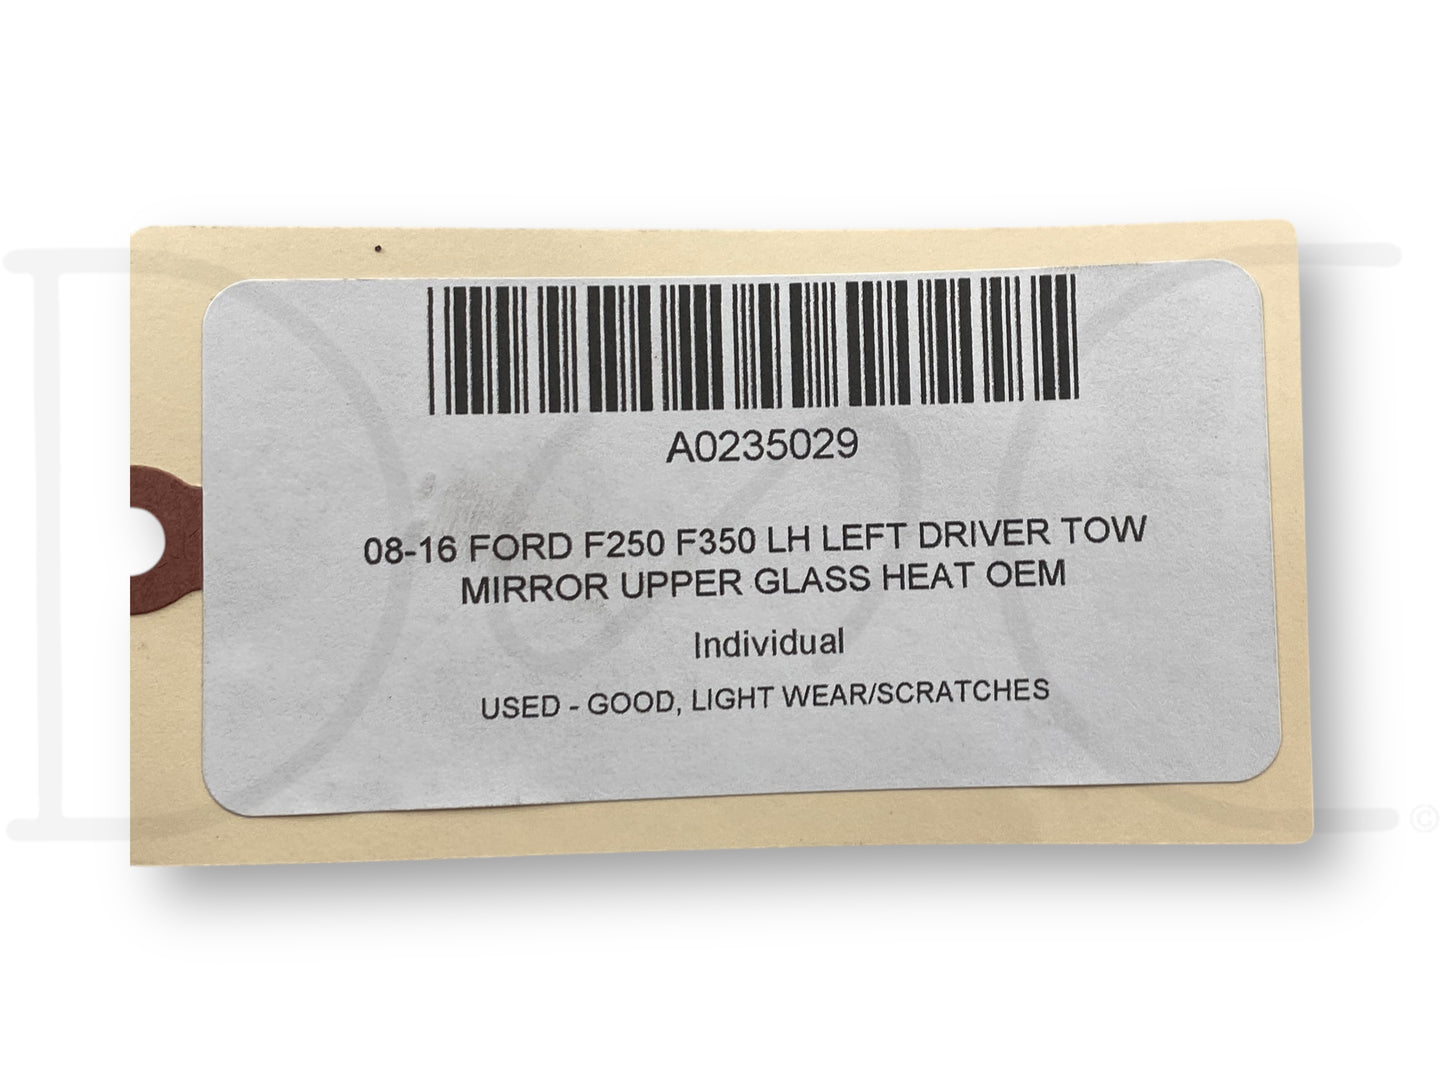 A0235029
08-16 FORD F250 F350 LH LEFT DRIVER TOW
MIRROR UPPER GLASS HEAT OEM
Individual
USED - GOOD, LIGHT WEAR/SCRATCHES
©